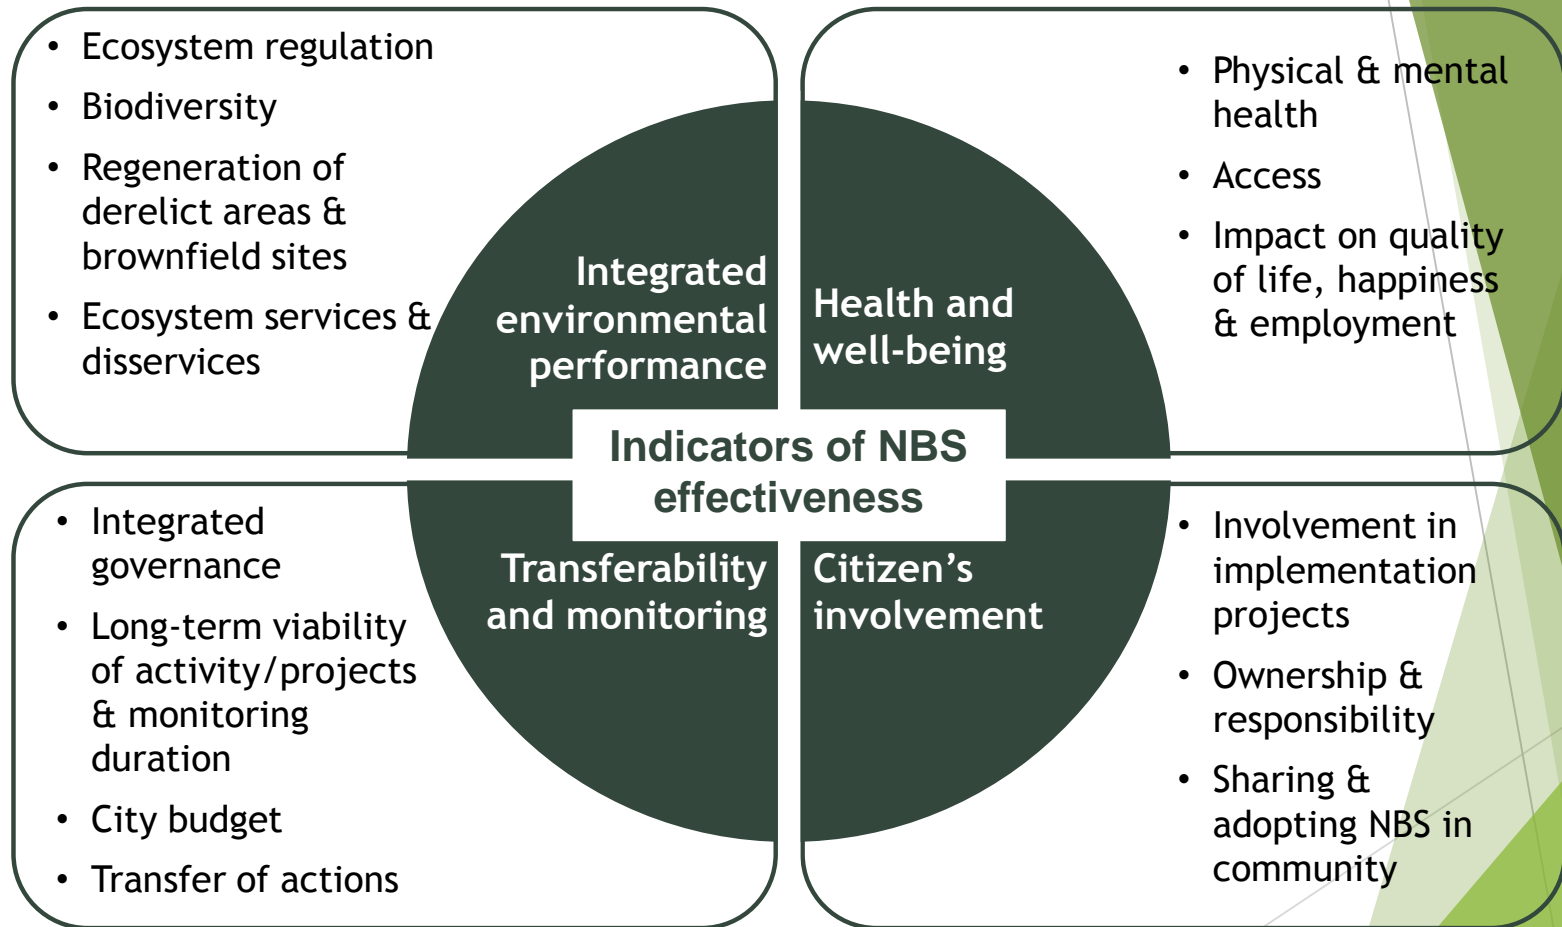 • Ecosystem regulation
• Biodiversity
• Regeneration of
derelict areas &
brownfield sites
• Ecosystem services &
disservices
Integrated
environmental
performance
Health and
well-being
• Physical & mental
health
• Access
• Impact on quality
of life, happiness
& employment
Indicators of NBS
effectiveness
• Integrated
governance
• Long-term viability
of activity/projects
& monitoring
duration
• City budget
• Transfer of actions
Transferability
and monitoring
Citizen’s
involvement
• Involvement in
implementation
projects
• Ownership &
responsibility
• Sharing &
adopting NBS in
community